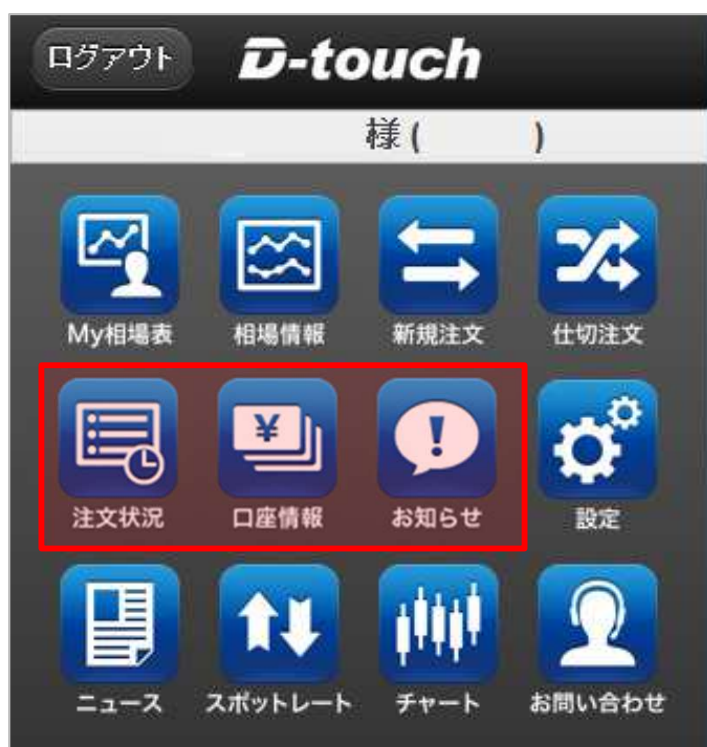 ログアウト D-touch
様 ( )
My相場表 相場情報 新規注文 仕切注文
¥ !
注文状況 口座情報 お知らせ 設定
ニュース スポットレート チャート お問い合わせ